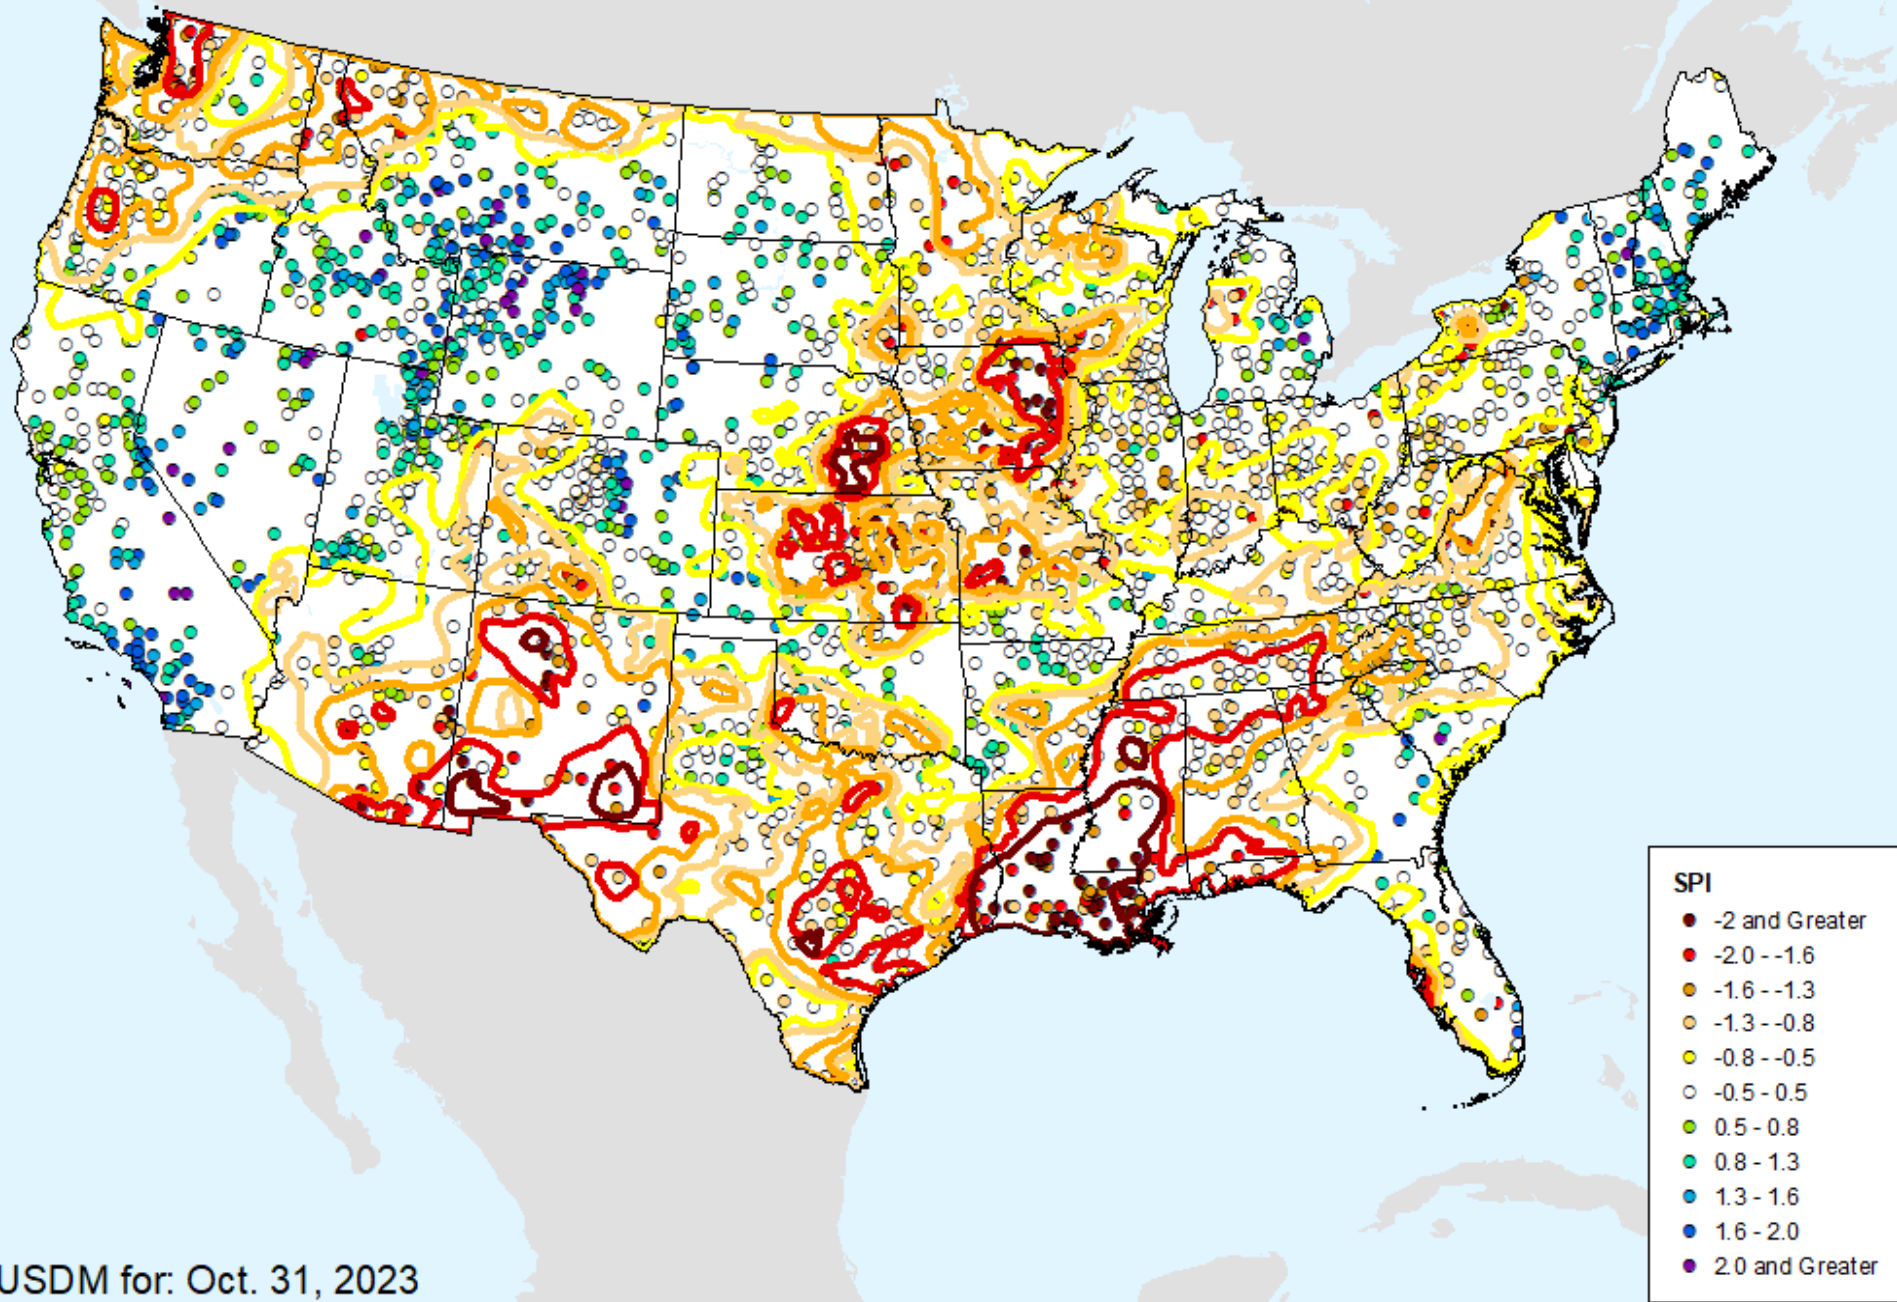 SPI
-2 and Greater
-2.0 - -1.6
-1.6 - -1.3
-1.3 - -0.8
-0.8 - -0.5
-0.5 - 0.5
0.5 - 0.8
0.8 - 1.3
1.3 - 1.6
1.6 - 2.0
2.0 and Greater
USDM for: Oct. 31, 2023